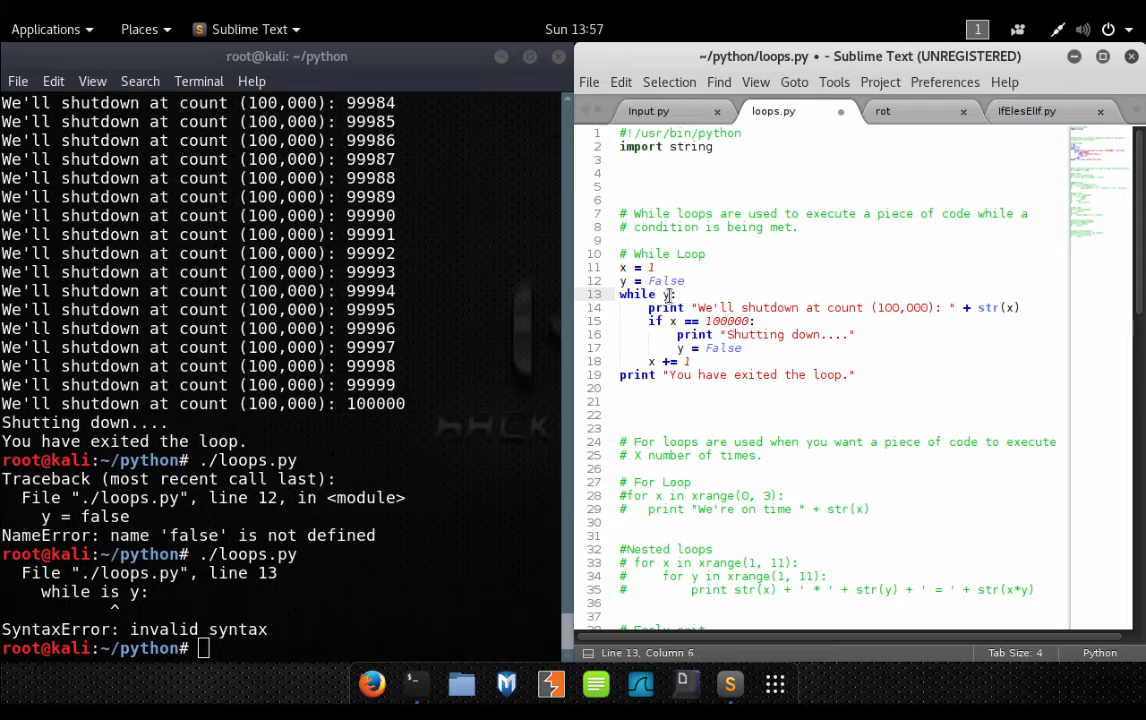 Applications Places Sublime Text Sun 13:57 1
root@kali: ~/python
File Edit View Search Terminal Help
We'll shutdown at count (100,000): 99984
We'll shutdown at count (100,000): 99985
We'll shutdown at count (100,000): 99986
We'll shutdown at count (100,000): 99987
We'll shutdown at count (100,000): 99988
We'll shutdown at count (100,000): 99989
We'll shutdown at count (100,000): 99990
We'll shutdown at count (100,000): 99991
We'll shutdown at count (100,000): 99992
We'll shutdown at count (100,000): 99993
We'll shutdown at count (100,000): 99994
We'll shutdown at count (100,000): 99995
We'll shutdown at count (100,000): 99996
We'll shutdown at count (100,000): 99997
We'll shutdown at count (100,000): 99998
We'll shutdown at count (100,000): 99999
We'll shutdown at count (100,000): 100000
Shutting down....
You have exited the loop.
root@kali:~/python# ./loops.py
Traceback (most recent call last):
  File "./loops.py", line 12, in <module>
    y = false
NameError: name 'false' is not defined
root@kali:~/python# ./loops.py
  File "./loops.py", line 13
    while is y:
           ^
SyntaxError: invalid syntax
root@kali:~/python#
~/python/loops.py • - Sublime Text (UNREGISTERED)
File Edit Selection Find View Goto Tools Project Preferences Help
Input.py loops.py rot IfElesElIf.py
1 #!/usr/bin/python
2 import string
3
4
5
6
7 # While loops are used to execute a piece of code while a
8 # condition is being met.
9
10 # While Loop
11 x = 1
12 y = False
13 while y:
14     print "We'll shutdown at count (100,000): " + str(x)
15     if x == 100000:
16         print "Shutting down...."
17         y = False
18     x += 1
19 print "You have exited the loop."
20
21
22
23
24 # For loops are used when you want a piece of code to execute
25 # X number of times.
26
27 # For Loop
28 #for x in xrange(0, 3):
29 #   print "We're on time " + str(x)
30
31
32 #Nested loops
33 # for x in xrange(1, 11):
34 #     for y in xrange(1, 11):
35 #         print str(x) + ' * ' + str(y) + ' = ' + str(x*y)
36
37
38 # Early exit
Line 13, Column 6 Tab Size: 4 Python